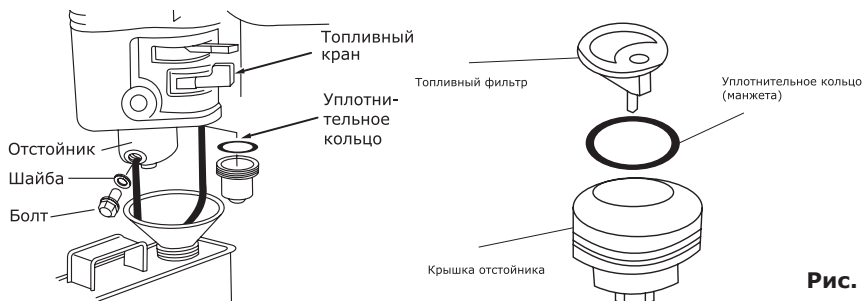 Топливный
кран
Уплотни-
тельное
кольцо
Отстойник
Шайба
Болт
Топливный фильтр
Уплотнительное кольцо
(манжета)
Крышка отстойника
Рис.